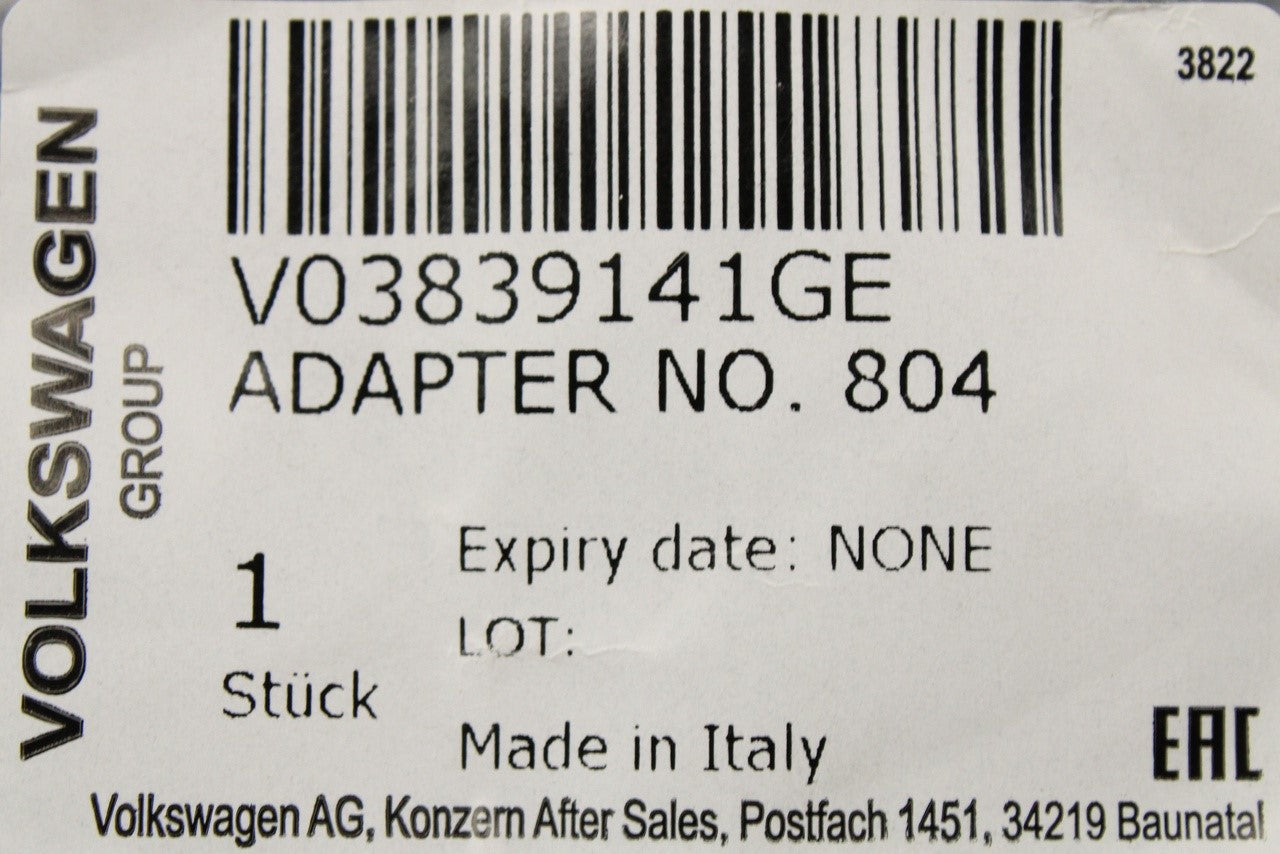 3822
VOLKSWAGEN
GROUP
V03839141GE
ADAPTER NO. 804
Expiry date: NONE
1
LOT:
Stück
Made in Italy
EAC
Volkswagen AG, Konzern After Sales, Postfach 1451, 34219 Baunatal